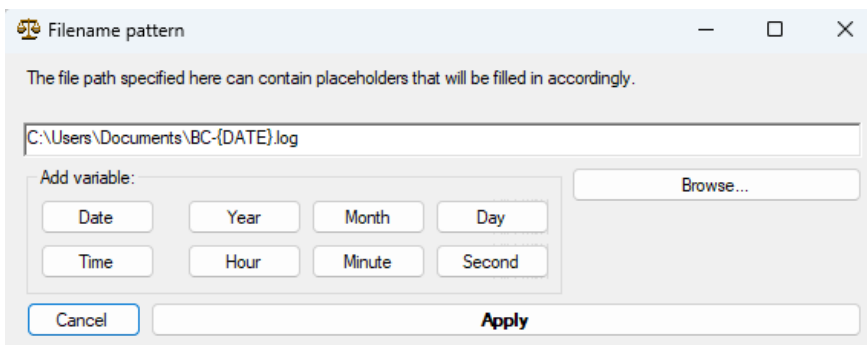 Filename pattern
The file path specified here can contain placeholders that will be filled in accordingly.
C:\Users\Documents\BC-{DATE}.log
Add variable:
Browse...
Date Year Month Day
Time Hour Minute Second
Cancel Apply